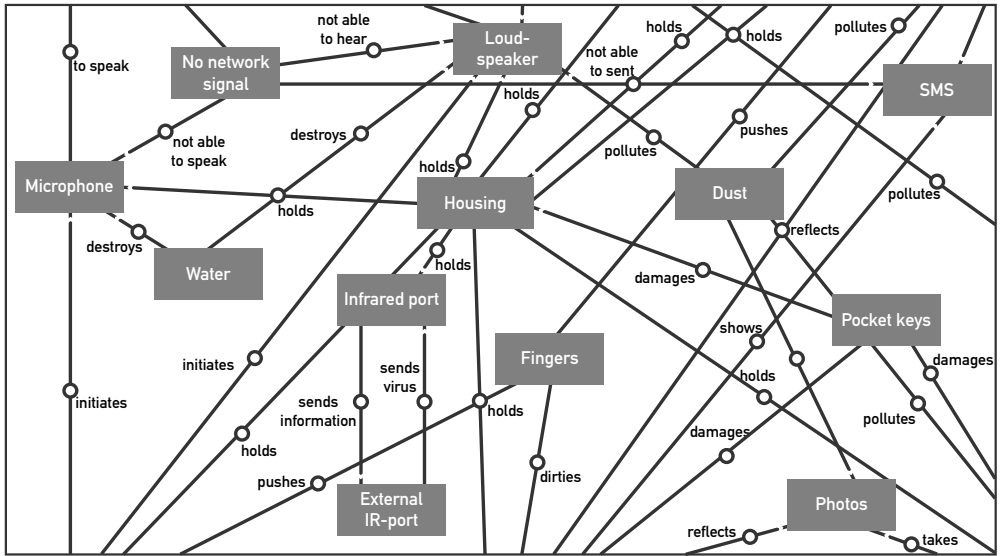 not able
to hear
holds
pollutes
holds
to speak
No network
signal
Loud-
speaker
not able
to sent
SMS
holds
destroys
not able
to speak
pushes
pollutes
holds
Microphone
Housing
Dust
pollutes
holds
destroys
reflects
Water
holds
damages
Infrared port
Pocket keys
shows
Fingers
initiates
sends
virus
damages
holds
initiates
sends
information
holds
pollutes
damages
holds
pushes
dirties
External
IR-port
Photos
reflects
takes